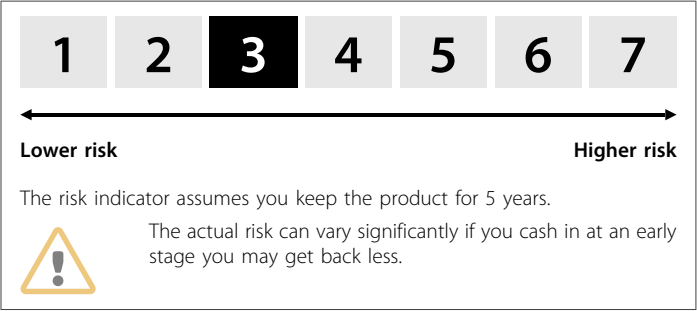 1 2 3 4 5 6 7
Lower risk Higher risk
The risk indicator assumes you keep the product for 5 years.
The actual risk can vary significantly if you cash in at an early
stage you may get back less.